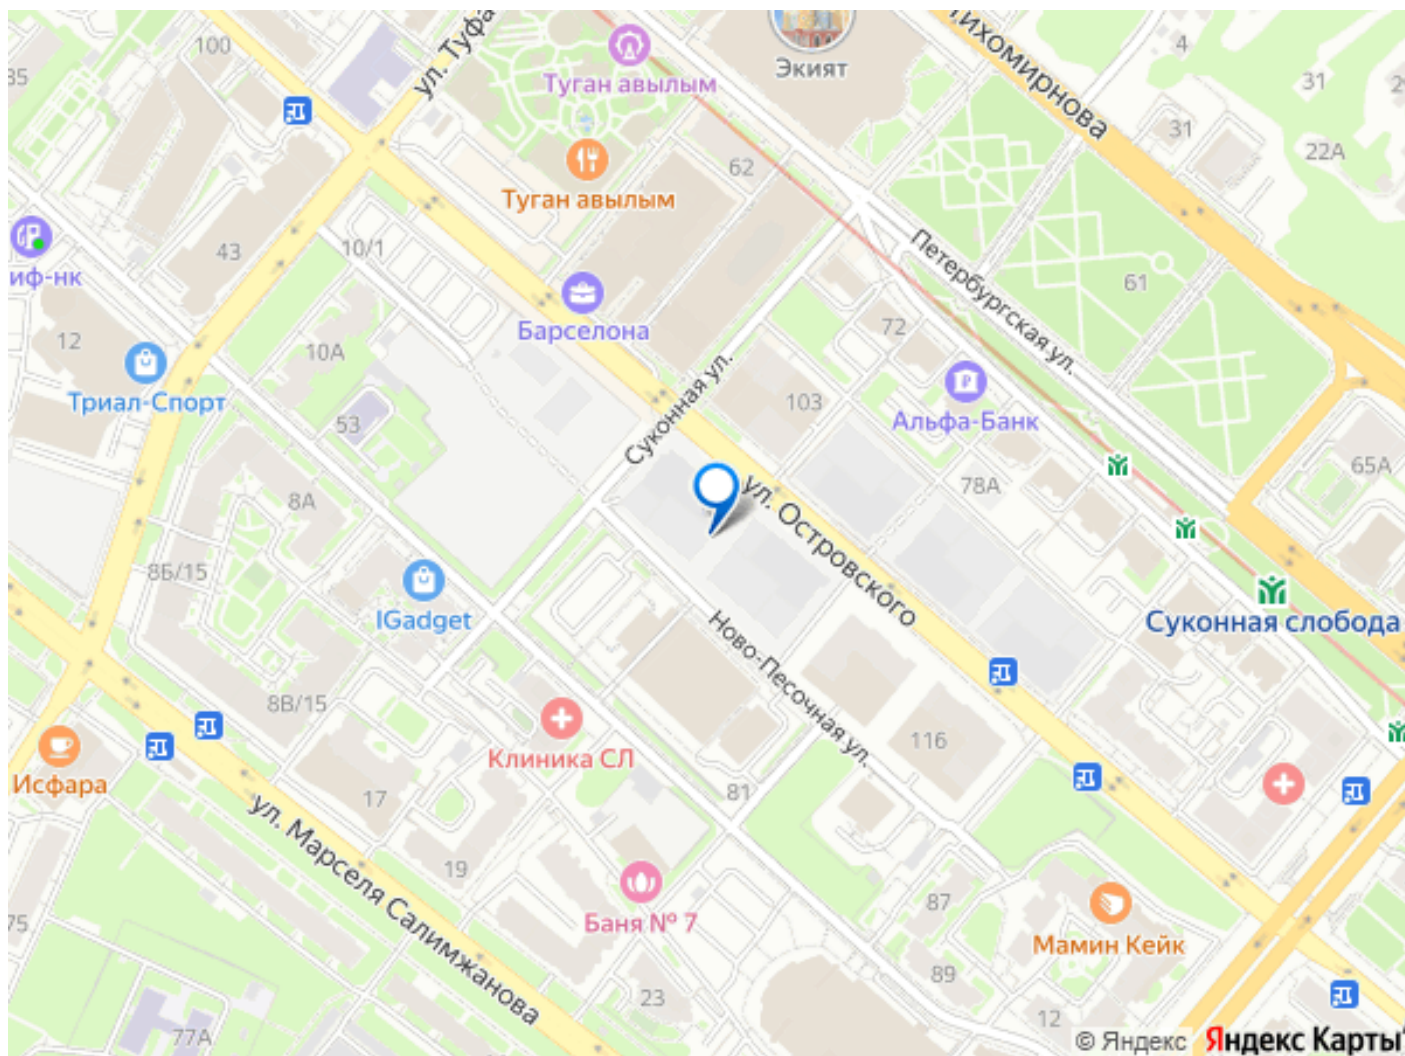 100
ул. Туфа
Туган авылым
Экият
Тихомирнова
4
31
31
22А
35
62
Туган авылым
10/1
43
иф-нк
Петербургская ул.
61
12
Барселона
72
10А
Триал-Спорт
Суконная ул.
103
Альфа-Банк
53
65А
8А
78А
ул. Островского
8Б/15
IGadget
Суконная слобода
Ново-Песочная ул.
8В/15
Клиника СЛ
116
Исфара
17
81
ул. Марселя Салимжанова
19
87
Баня № 7
Мамин Кейк
75
89
23
12
77А
© Яндекс Яндекс Карты